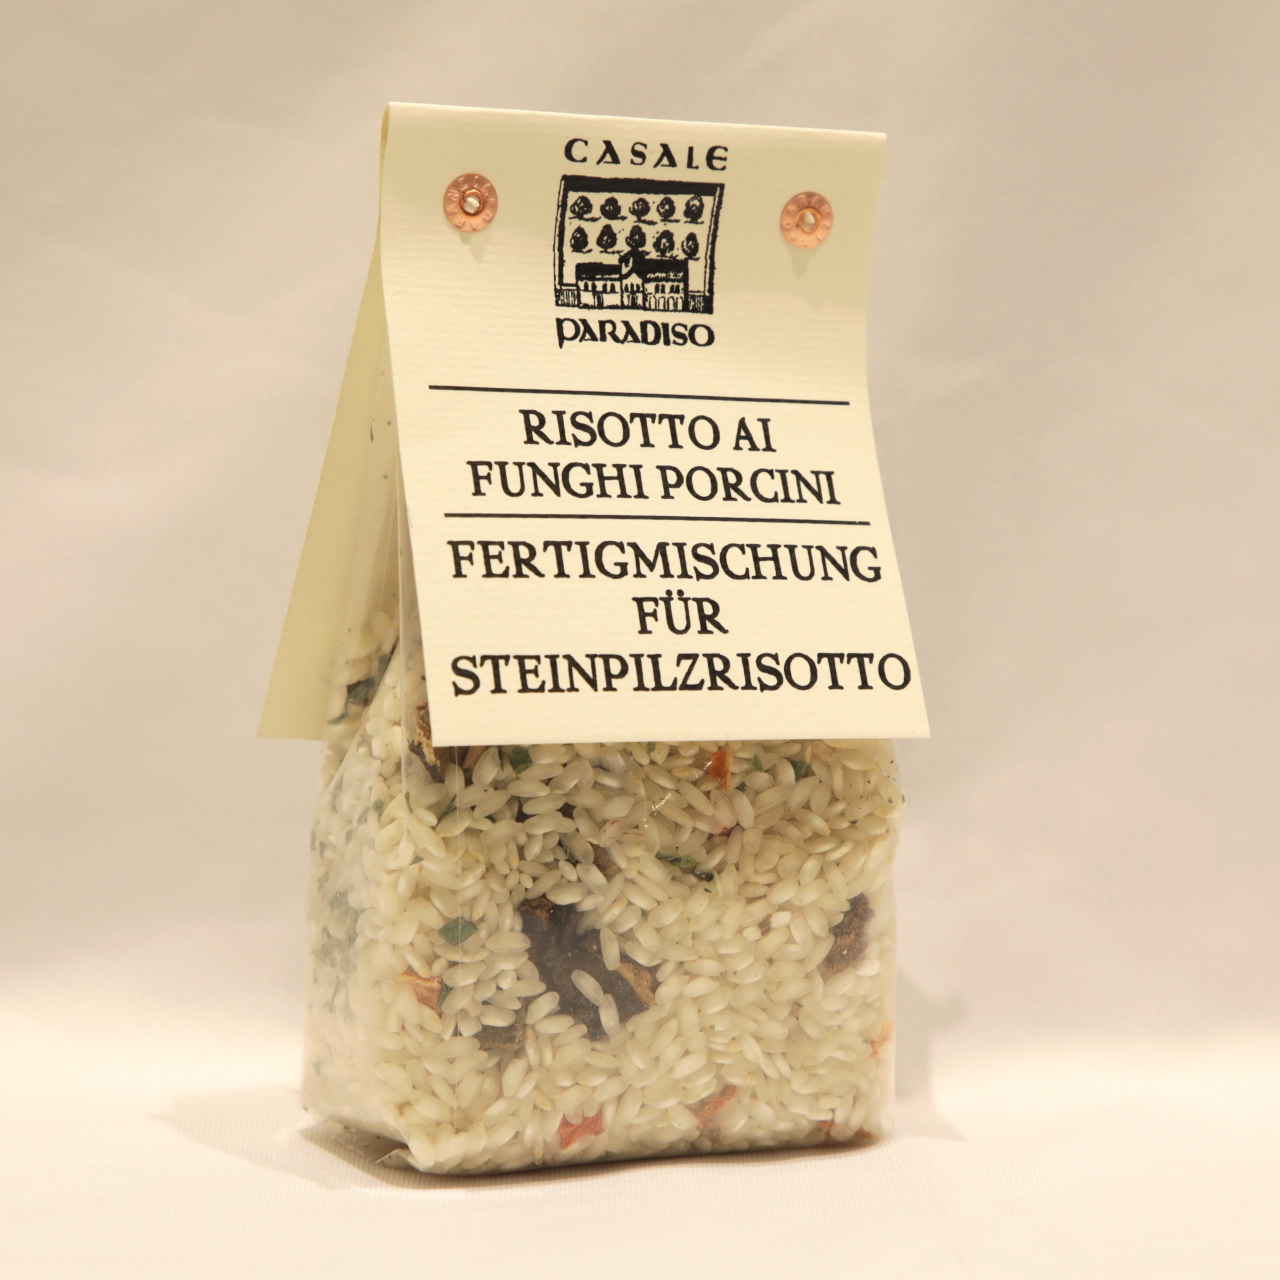 CASALE
PARADISO
RISOTTO AI
FUNGHI PORCINI
FERTIGMISCHUNG
FÜR
STEINPILZRISOTTO